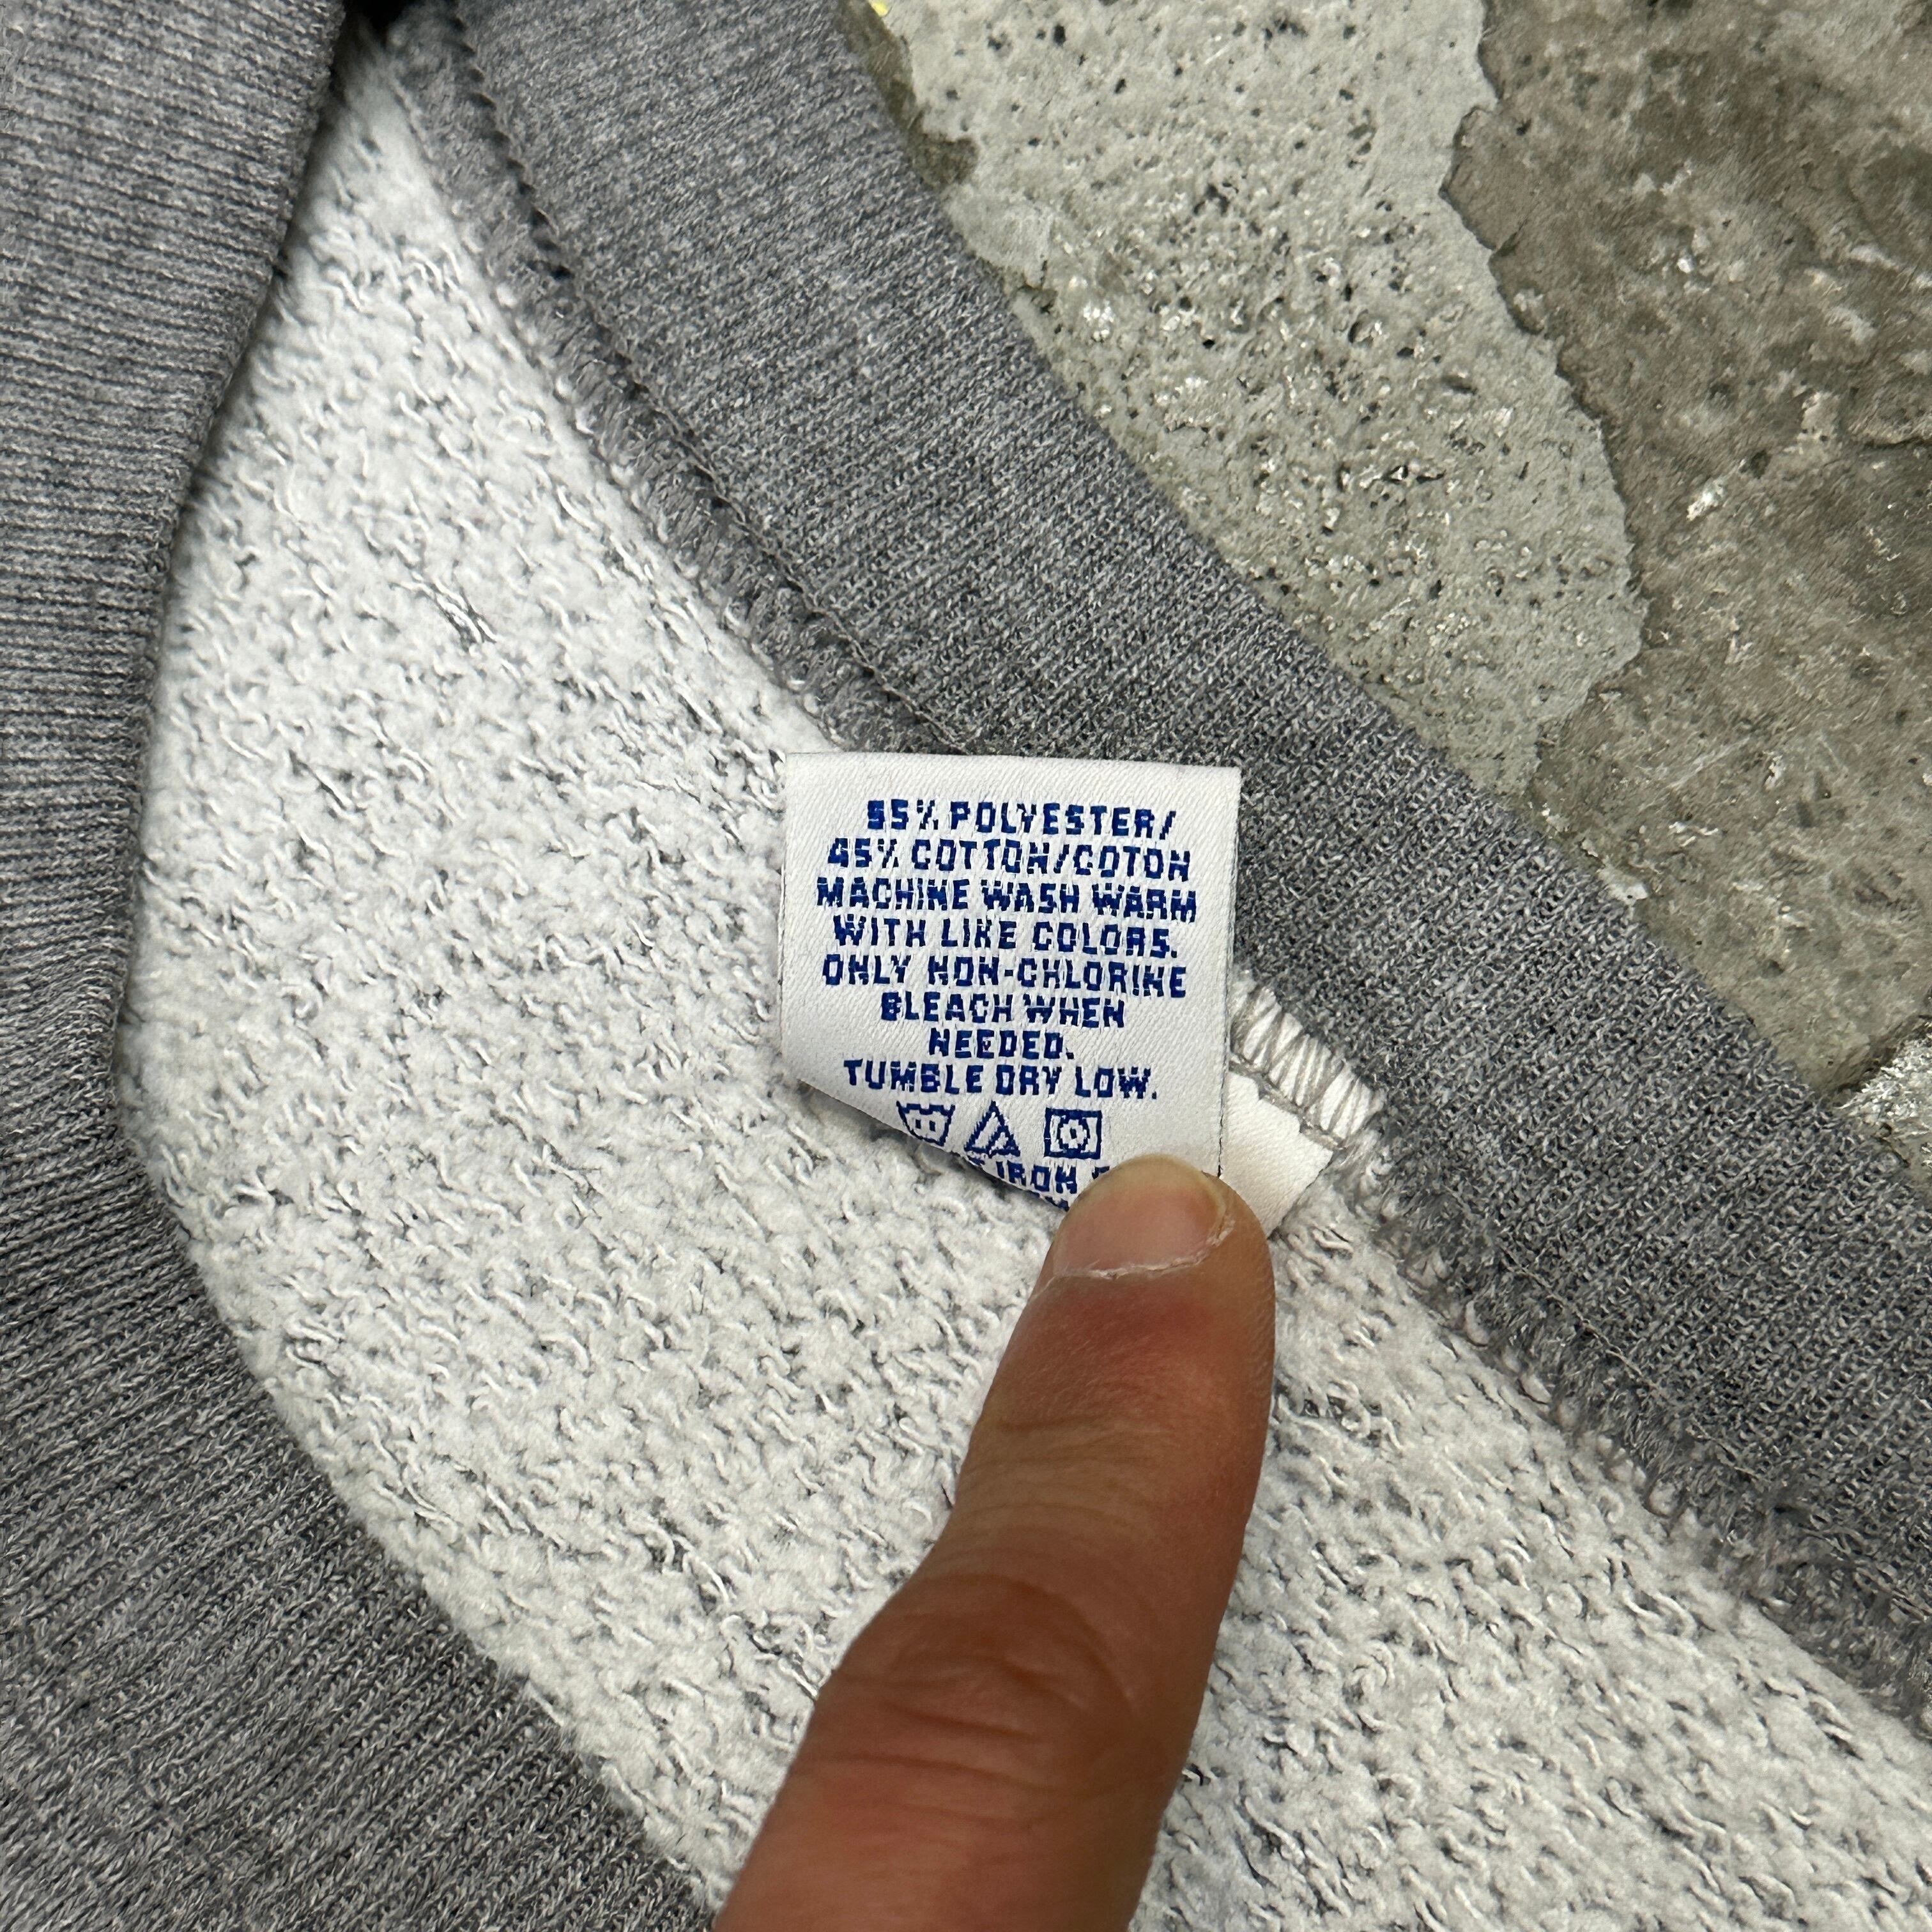 55% POLYESTER/
45% COTTON/COTON
MACHINE WASH WARM
WITH LIKE COLORS.
ONLY NON-CHLORINE
BLEACH WHEN
NEEDED.
TUMBLE DRY LOW.
IRON